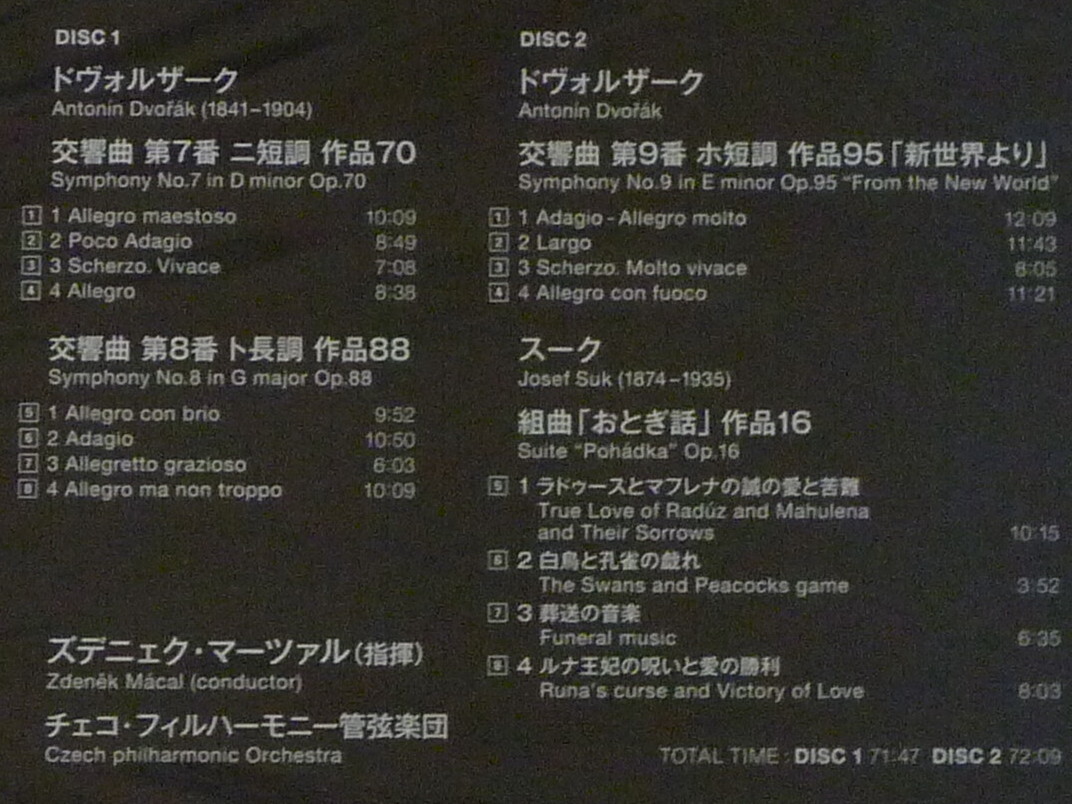 DISC 1
ドヴォルザーク
Antonín Dvořák (1841–1904)
交響曲 第7番 ニ短調 作品70
Symphony No.7 in D minor Op.70
1 1 Allegro maestoso 10:09
2 2 Poco Adagio 8:49
3 3 Scherzo. Vivace 7:08
4 4 Allegro 8:38
交響曲 第8番 ト長調 作品88
Symphony No.8 in G major Op.88
5 1 Allegro con brio 9:52
6 2 Adagio 10:50
7 3 Allegretto grazioso 6:03
8 4 Allegro ma non troppo 10:09
ズデニェク・マーツァル(指揮)
Zdeněk Mácal (conductor)
チェコ・フィルハーモニー管弦楽団
Czech philharmonic Orchestra
DISC 2
ドヴォルザーク
Antonín Dvořák
交響曲 第9番 ホ短調 作品95「新世界より」
Symphony No.9 in E minor Op.95 “From the New World”
1 1 Adagio - Allegro molto 12:09
2 2 Largo 11:43
3 3 Scherzo. Molto vivace 8:05
4 4 Allegro con fuoco 11:21
スーク
Josef Suk (1874–1935)
組曲「おとぎ話」作品16
Suite “Pohádka” Op.16
5 1 ラドゥースとマフレナの誠の愛と苦難
True Love of Radúz and Mahulena
and Their Sorrows 10:15
6 2 白鳥と孔雀の戯れ
The Swans and Peacocks game 3:52
7 3 葬送の音楽
Funeral music 6:35
8 4 ルナ王妃の呪いと愛の勝利
Runa's curse and Victory of Love 8:03
TOTAL TIME : DISC 1 71:47 DISC 2 72:09